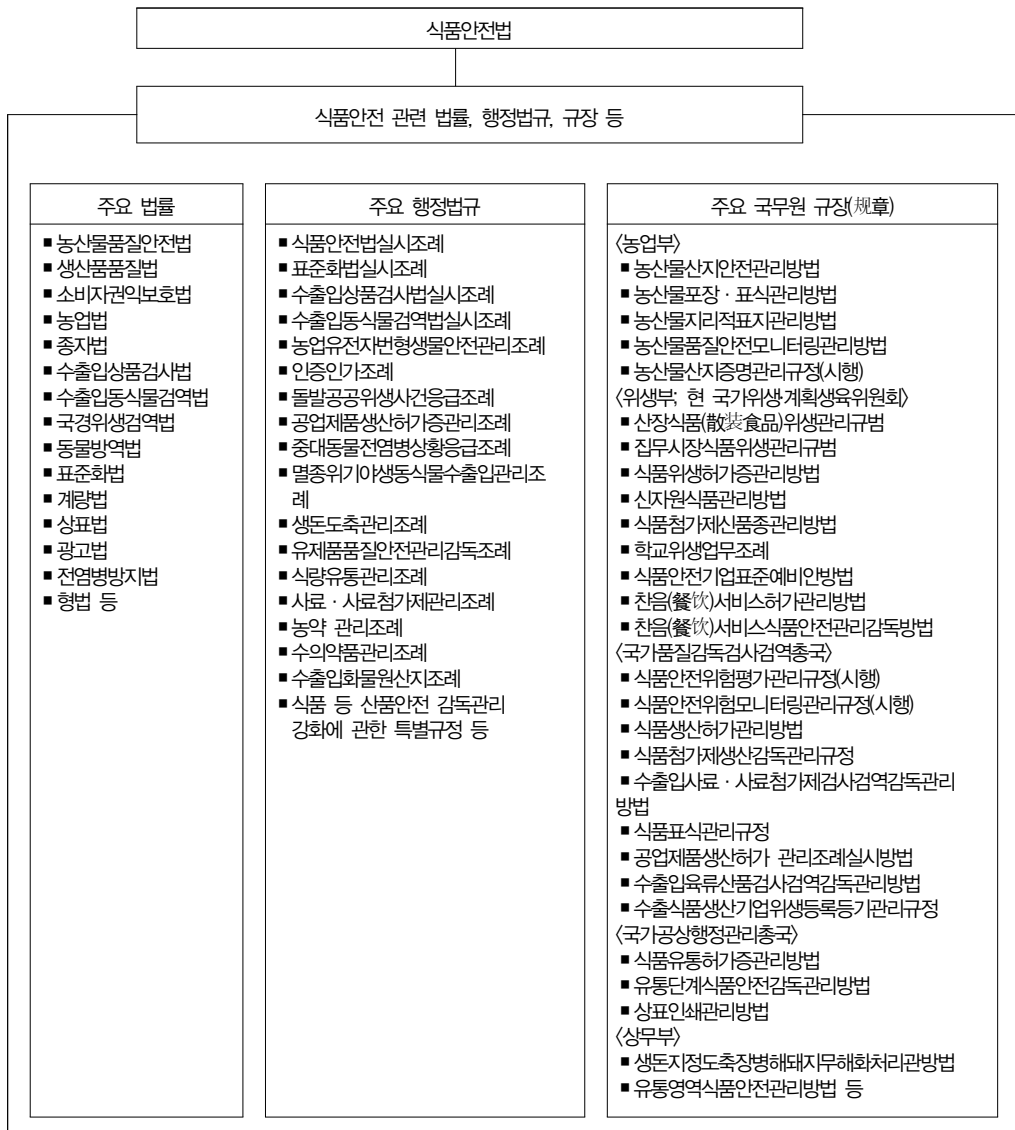 식품안전법
식품안전 관련 법률, 행정법규, 규장 등
주요 법률
■ 농산물품질안전법
■ 생산품품질법
■ 소비자권익보호법
■ 농업법
■ 종자법
■ 수출입상품검사법
■ 수출입동식물검역법
■ 국경위생검역법
■ 동물방역법
■ 표준화법
■ 계량법
■ 상표법
■ 광고법
■ 전염병방지법
■ 형법 등
주요 행정법규
■ 식품안전법실시조례
■ 표준화법실시조례
■ 수출입상품검사법실시조례
■ 수출입동식물검역법실시조례
■ 농업유전자변형생물안전관리조례
■ 인증인가조례
■ 돌발공공위생사건응급조례
■ 공업제품생산허가증관리조례
■ 중대동물전염병상황응급조례
■ 멸종위기야생동식물수출입관리조
례
■ 생돈도축관리조례
■ 유제품품질안전관리감독조례
■ 식량유통관리조례
■ 사료 · 사료첨가제관리조례
■ 농약 관리조례
■ 수의약품관리조례
■ 수출입화물원산지조례
■ 식품 등 산품안전 감독관리
강화에 관한 특별규정 등
주요 국무원 규장(规章)
〈농업부〉
■ 농산물산지안전관리방법
■ 농산물포장 · 표식관리방법
■ 농산물지리적표지관리방법
■ 농산물품질안전모니터링관리방법
■ 농산물산지증명관리규정(시행)
〈위생부; 현 국가위생·계획생육위원회〉
■ 산장식품(散装食品)위생관리규범
■ 집무시장식품위생관리규범
■ 식품위생허가증관리방법
■ 신자원식품관리방법
■ 식품첨가제신품종관리방법
■ 학교위생업무조례
■ 식품안전기업표준예비안방법
■ 찬음(餐饮)서비스허가관리방법
■ 찬음(餐饮)서비스식품안전관리감독방법
〈국가품질감독검사검역총국〉
■ 식품안전위험평가관리규정(시행)
■ 식품안전위험모니터링관리규정(시행)
■ 식품생산허가관리방법
■ 식품첨가제생산감독관리규정
■ 수출입사료 · 사료첨가제검사검역감독관리
방법
■ 식품표식관리규정
■ 공업제품생산허가 관리조례실시방법
■ 수출입육류산품검사검역감독관리방법
■ 수출식품생산기업위생등록등기관리규정
〈국가공상행정관리총국〉
■ 식품유통허가증관리방법
■ 유통단계식품안전감독관리방법
■ 상표인쇄관리방법
〈상무부〉
■ 생돈지정도축장병해돼지무해화처리관방법
■ 유통영역식품안전관리방법 등